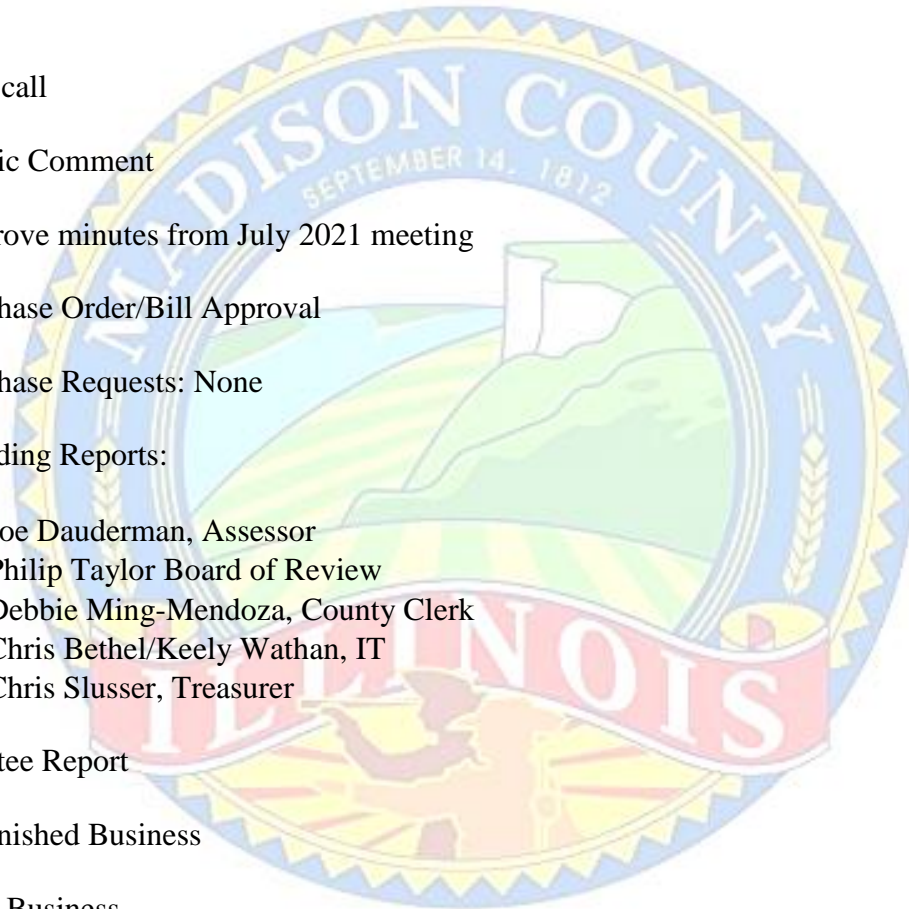 call
ic Comment
rove minutes from July 2021 meeting
hase Order/Bill Approval
hase Requests: None
ding Reports:
oe Dauderman, Assessor
Philip Taylor Board of Review
Debbie Ming-Mendoza, County Clerk
Chris Bethel/Keely Wathan, IT
Chris Slusser, Treasurer
tee Report
nished Business
Business
MADISON COUNTY
SEPTEMBER 14, 1812
ILLINOIS